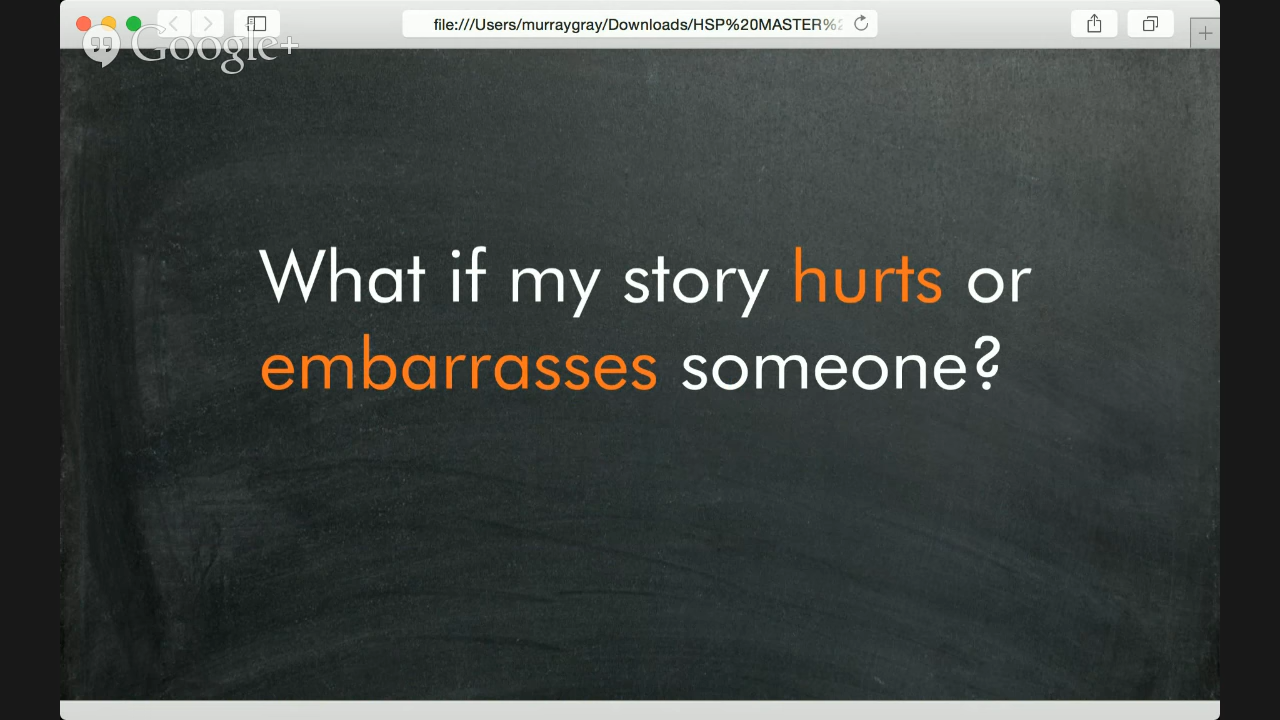 file:///Users/murraygray/Downloads/HSP%20MASTER%2
Google+
What if my story hurts or
embarrasses someone?